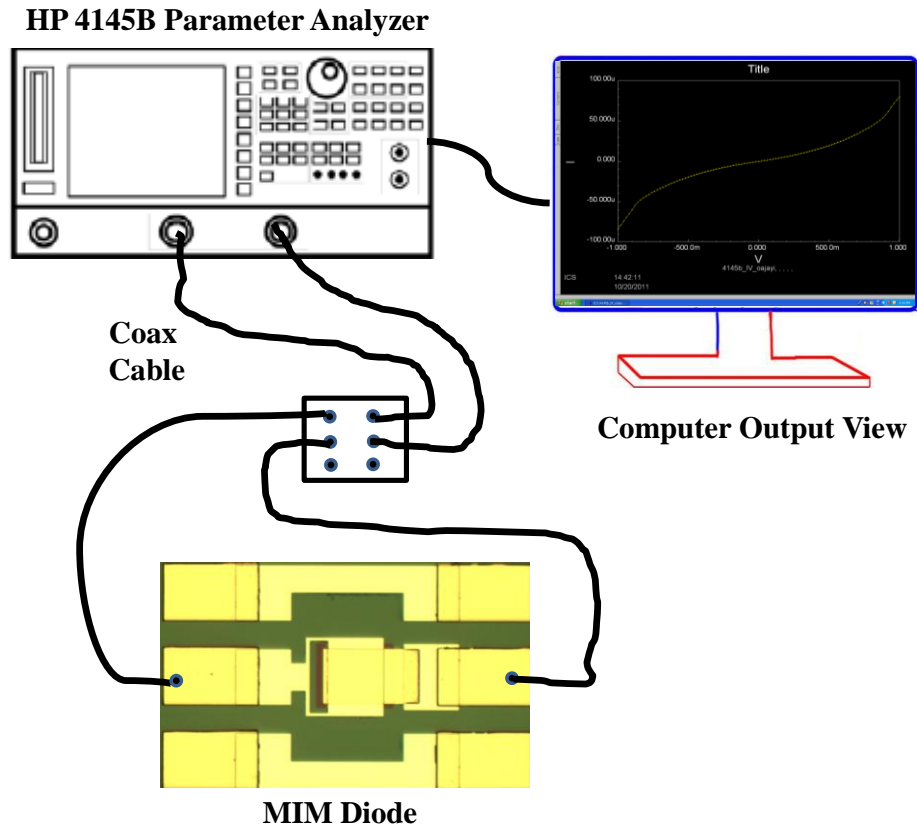 HP 4145B Parameter Analyzer
Title
100.00u
50.000u
0.000
-50.00u
-100.00u
I
-1.000
-500.0m
0.000
500.0m
1.000
V
4145b_IV_oajayi, , , , ,
ICS
14:42:11
10/20/2011
Coax
Cable
Computer Output View
MIM Diode